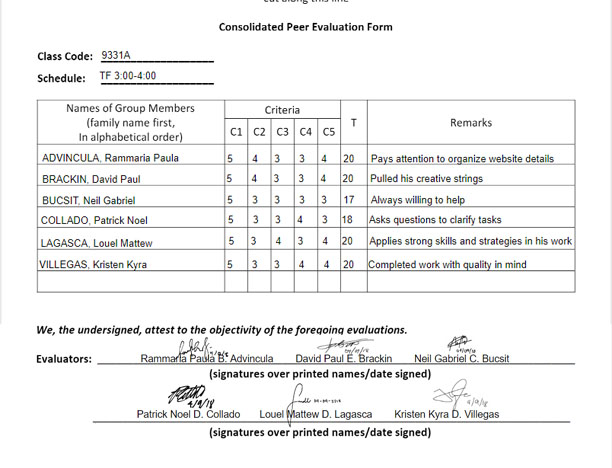 cut along this line
Consolidated Peer Evaluation Form
Class Code: 9331A
Schedule: TF 3:00-4:00
Names of Group Members
(family name first,
In alphabetical order)
Criteria
T
Remarks
C1 C2 C3 C4 C5
ADVINCULA, Rammaria Paula 5 4 3 3 4 20 Pays attention to organize website details
BRACKIN, David Paul 5 4 3 3 4 20 Pulled his creative strings
BUCSIT, Neil Gabriel 5 3 3 3 3 17 Always willing to help
COLLADO, Patrick Noel 5 3 3 4 3 18 Asks questions to clarify tasks
LAGASCA, Louel Mattew 5 3 4 3 4 20 Applies strong skills and strategies in his work
VILLEGAS, Kristen Kyra 5 3 3 4 4 20 Completed work with quality in mind
We, the undersigned, attest to the objectivity of the foregoing evaluations.
Evaluators: Rammaria Paula B. Advincula David Paul E. Brackin Neil Gabriel C. Bucsit
(signatures over printed names/date signed)
Patrick Noel D. Collado Louel Mattew D. Lagasca Kristen Kyra D. Villegas
(signatures over printed names/date signed)